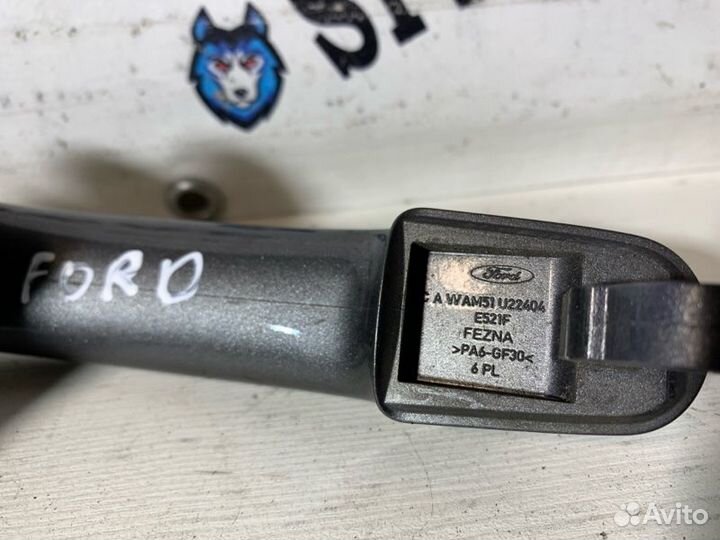 FORD
Ford
A WAM51 U22404
E521F
FEZNA
>PA6-GF30<
6 PL
Avito